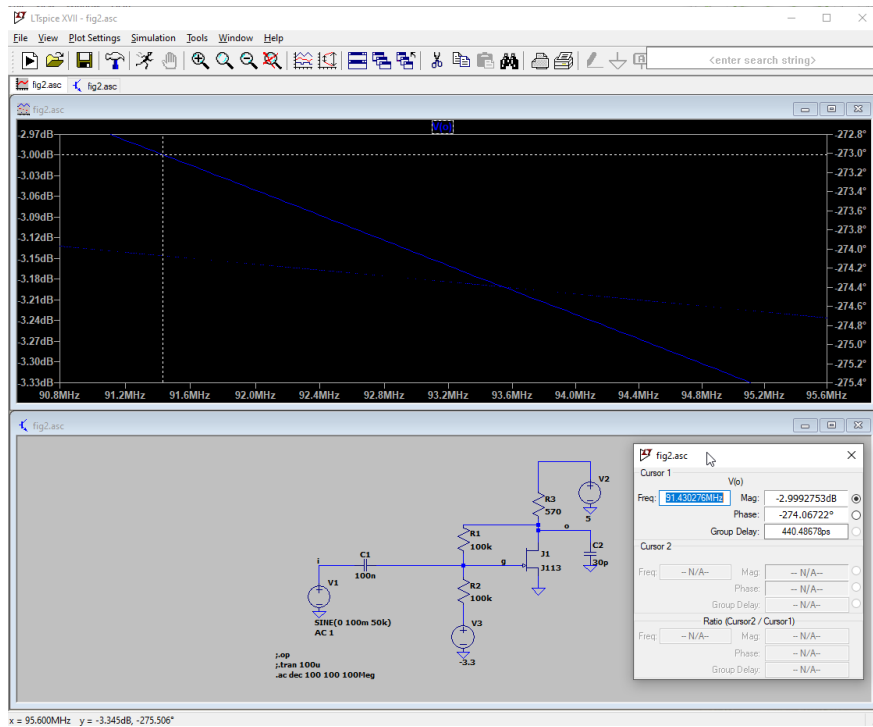 LTspice XVII - fig2.asc
File View Plot Settings Simulation Tools Window Help
<enter search string>
fig2.asc fig2.asc
fig2.asc
V(o)
-2.97dB -272.8°
-3.00dB -273.0°
-3.03dB -273.2°
-3.06dB -273.4°
-3.09dB -273.6°
-3.12dB -273.8°
-3.15dB -274.0°
-3.18dB -274.2°
-3.21dB -274.4°
-3.24dB -274.6°
-3.27dB -274.8°
-3.30dB -275.0°
-3.33dB -275.2°
-275.4°
90.8MHz 91.2MHz 91.6MHz 92.0MHz 92.4MHz 92.8MHz 93.2MHz 93.6MHz 94.0MHz 94.4MHz 94.8MHz 95.2MHz 95.6MHz
fig2.asc
V2
5
R3
570
o
R1
100k
C1
100n
i
g
J1
J113
C2
30p
V1
SINE(0 100m 50k)
AC 1
R2
100k
V3
-3.3
;.op
;.tran 100u
.ac dec 100 100 100Meg
fig2.asc
Cursor 1
V(o)
Freq: 91.430276MHz Mag: -2.9992753dB
Phase: -274.06722°
Group Delay: 440.48678ps
Cursor 2
Freq: -- N/A-- Mag: -- N/A--
Phase: -- N/A--
Group Delay: -- N/A--
Ratio (Cursor2 / Cursor1)
Freq: -- N/A-- Mag: -- N/A--
Phase: -- N/A--
Group Delay: -- N/A--
x = 95.600MHz y = -3.345dB, -275.506°